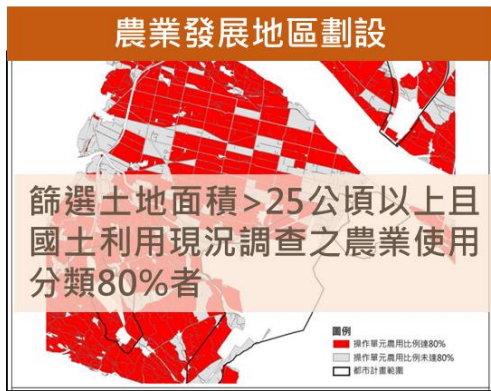 農業發展地區劃設
篩選土地面積>25公頃以上且
國土利用現況調查之農業使用
分類80%者
圖例
操作單元農用比例達80%
操作單元農用比例未達80%
都市計畫範圍